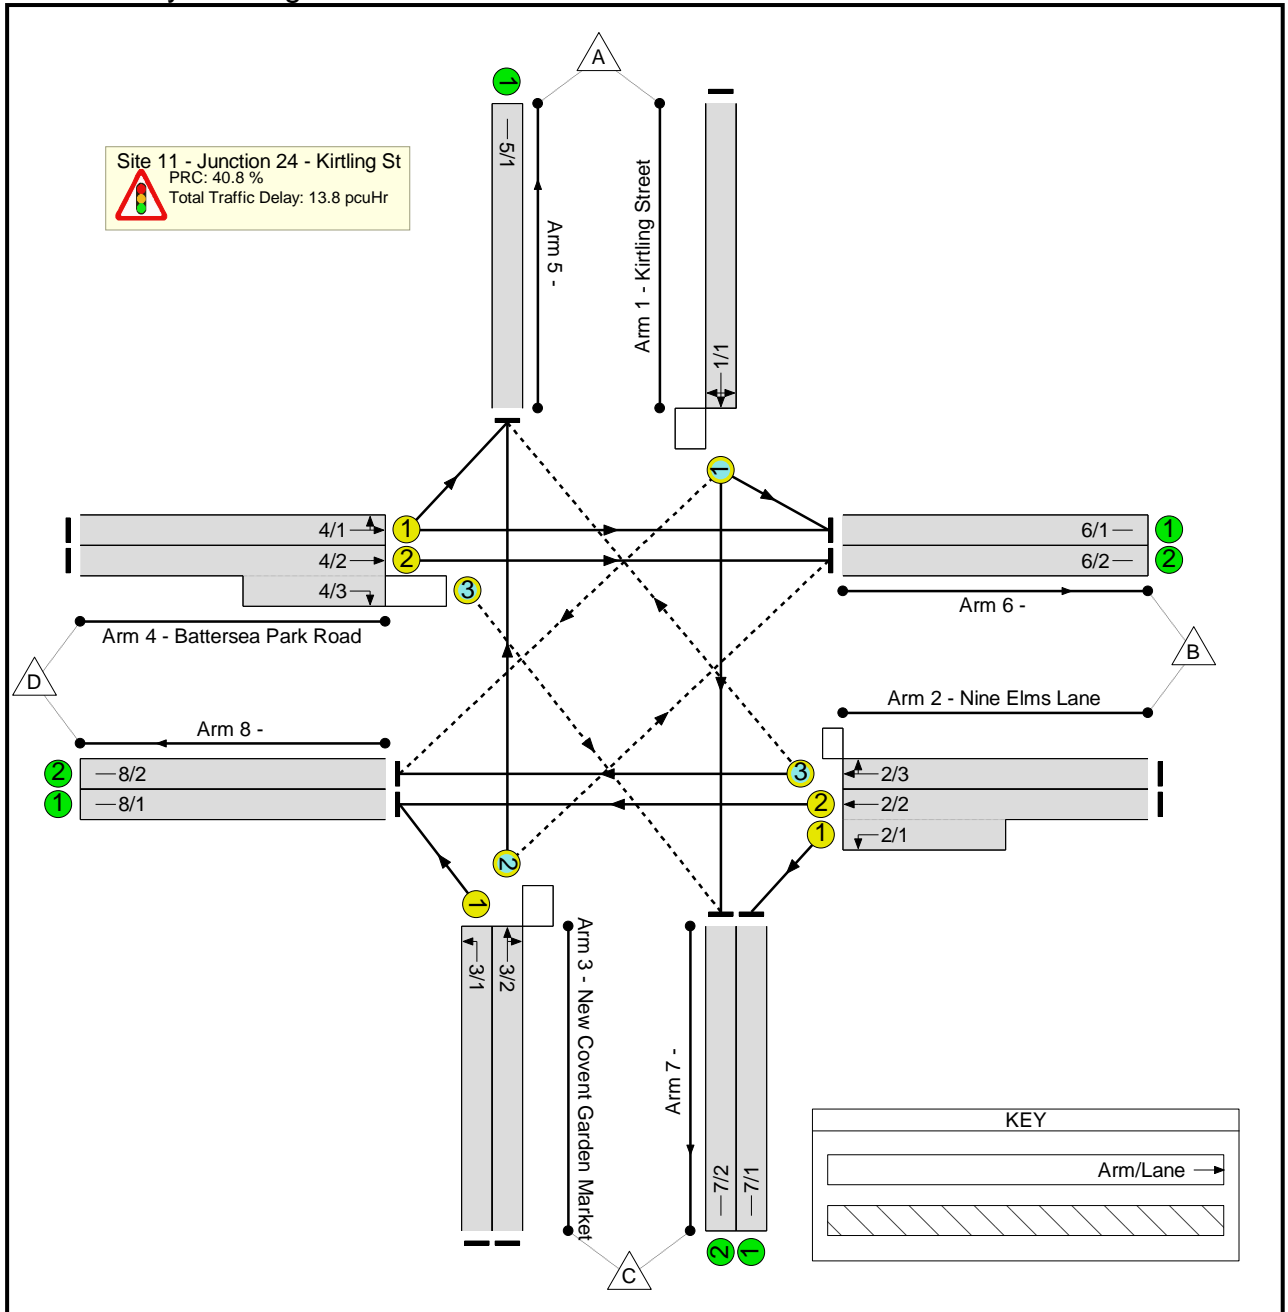 A
1
5/1
Arm 5 -
Arm 1 - Kirtling Street
1/1
Site 11 - Junction 24 - Kirtling St
PRC: 40.8 %
Total Traffic Delay: 13.8 pcuHr
1
4/1
1
4/2
2
4/3
3
Arm 4 - Battersea Park Road
6/1
1
6/2
2
Arm 6 -
B
D
Arm 8 -
2
8/2
1
8/1
Arm 2 - Nine Elms Lane
3
2/3
2
2/2
1
2/1
2
1
3/1
3/2
Arm 3 - New Covent Garden Market
Arm 7 -
7/2
7/1
2
1
C
KEY
Arm/Lane